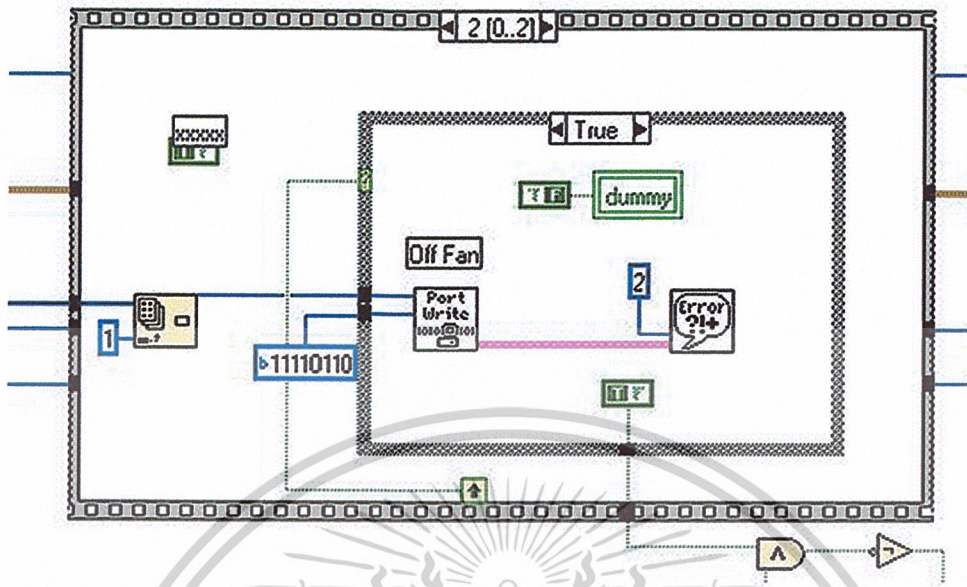 2 [0..2]
xxxxx
True
dummy
Off Fan
Port
Write
2
Error
?!+
1
b 11110110